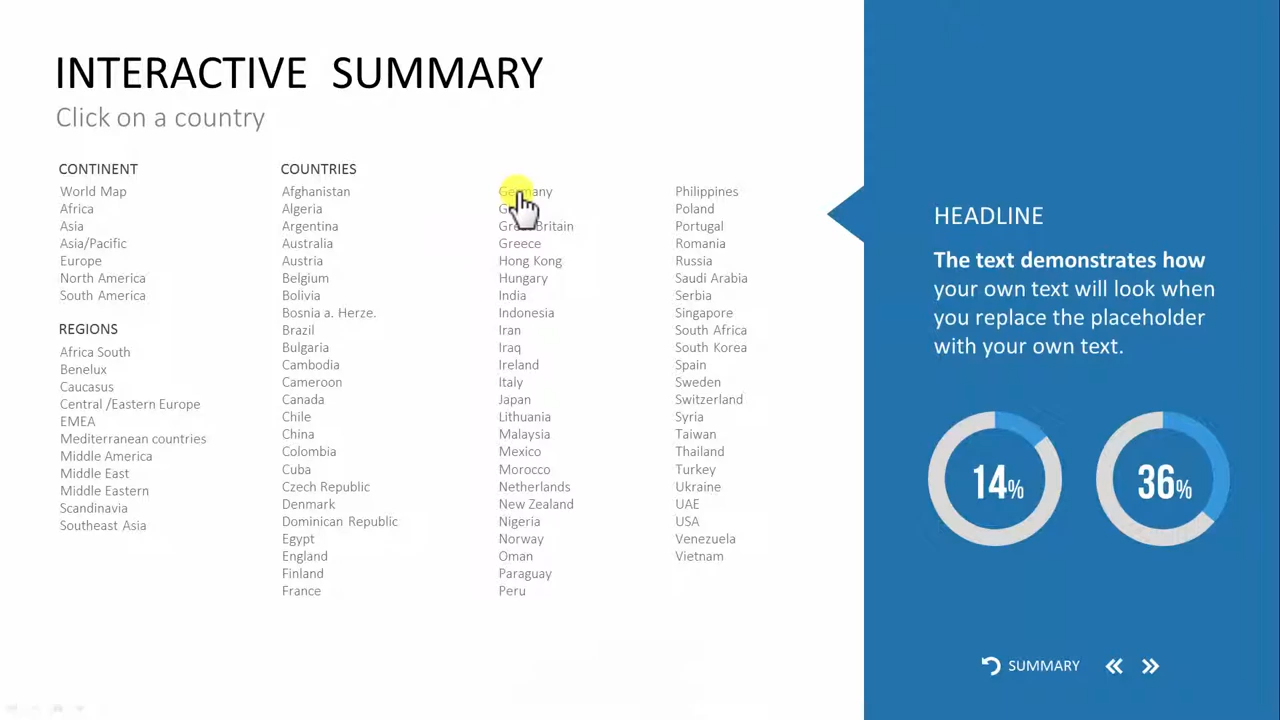 INTERACTIVE SUMMARY
Click on a country
CONTINENT
World Map
Africa
Asia
Asia/Pacific
Europe
North America
South America
REGIONS
Africa South
Benelux
Caucasus
Central /Eastern Europe
EMEA
Mediterranean countries
Middle America
Middle East
Middle Eastern
Scandinavia
Southeast Asia
COUNTRIES
Afghanistan
Algeria
Argentina
Australia
Austria
Belgium
Bolivia
Bosnia a. Herze.
Brazil
Bulgaria
Cambodia
Cameroon
Canada
Chile
China
Colombia
Cuba
Czech Republic
Denmark
Dominican Republic
Egypt
England
Finland
France
Germany
Great Britain
Greece
Hong Kong
Hungary
India
Indonesia
Iran
Iraq
Ireland
Italy
Japan
Lithuania
Malaysia
Mexico
Morocco
Netherlands
New Zealand
Nigeria
Norway
Oman
Paraguay
Peru
Philippines
Poland
Portugal
Romania
Russia
Saudi Arabia
Serbia
Singapore
South Africa
South Korea
Spain
Sweden
Switzerland
Syria
Taiwan
Thailand
Turkey
Ukraine
UAE
USA
Venezuela
Vietnam
HEADLINE
The text demonstrates how
your own text will look when
you replace the placeholder
with your own text.
14%
36%
SUMMARY